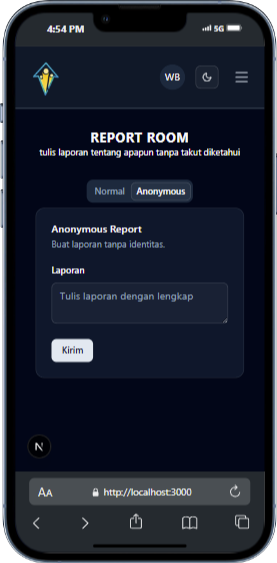 4:54 PM
5G
WB
REPORT ROOM
tulis laporan tentang apapun tanpa takut diketahui
Normal Anonymous
Anonymous Report
Buat laporan tanpa identitas.
Laporan
Tulis laporan dengan lengkap
Kirim
N
AA http://localhost:3000